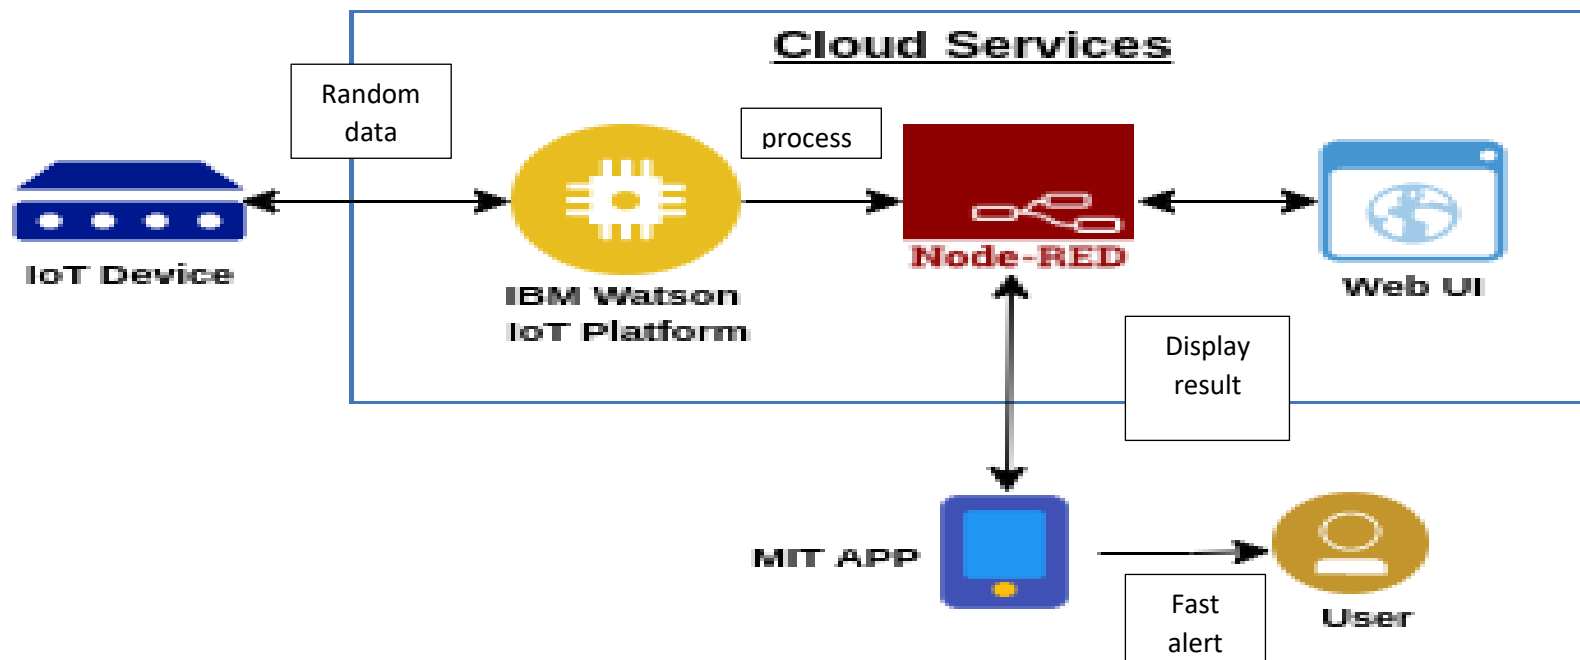 Cloud Services
Random
data
process
IoT Device
IBM Watson
IoT Platform
Node-RED
Web UI
Display
result
MIT APP
Fast
alert
User